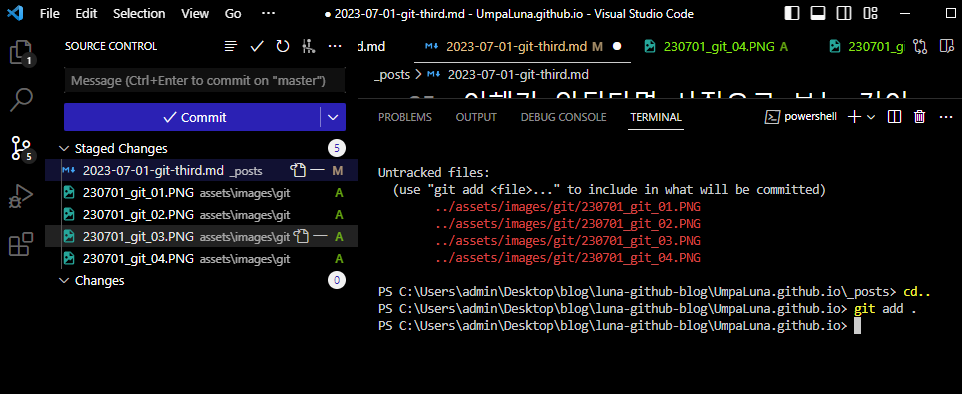 File Edit Selection View Go ··· ● 2023-07-01-git-third.md - UmpaLuna.github.io - Visual Studio Code
SOURCE CONTROL
Message (Ctrl+Enter to commit on "master")
Commit
Staged Changes 5
2023-07-01-git-third.md _posts M
230701_git_01.PNG assets\images\git A
230701_git_02.PNG assets\images\git A
230701_git_03.PNG assets\images\git A
230701_git_04.PNG assets\images\git A
Changes 0
1
5
rd.md 2023-07-01-git-third.md M ● 230701_git_04.PNG A 230701_gi
_posts > 2023-07-01-git-third.md
PROBLEMS OUTPUT DEBUG CONSOLE TERMINAL powershell
Untracked files:
(use "git add <file>..." to include in what will be committed)
../assets/images/git/230701_git_01.PNG
../assets/images/git/230701_git_02.PNG
../assets/images/git/230701_git_03.PNG
../assets/images/git/230701_git_04.PNG
PS C:\Users\admin\Desktop\blog\luna-github-blog\UmpaLuna.github.io\_posts> cd..
PS C:\Users\admin\Desktop\blog\luna-github-blog\UmpaLuna.github.io> git add .
PS C:\Users\admin\Desktop\blog\luna-github-blog\UmpaLuna.github.io>